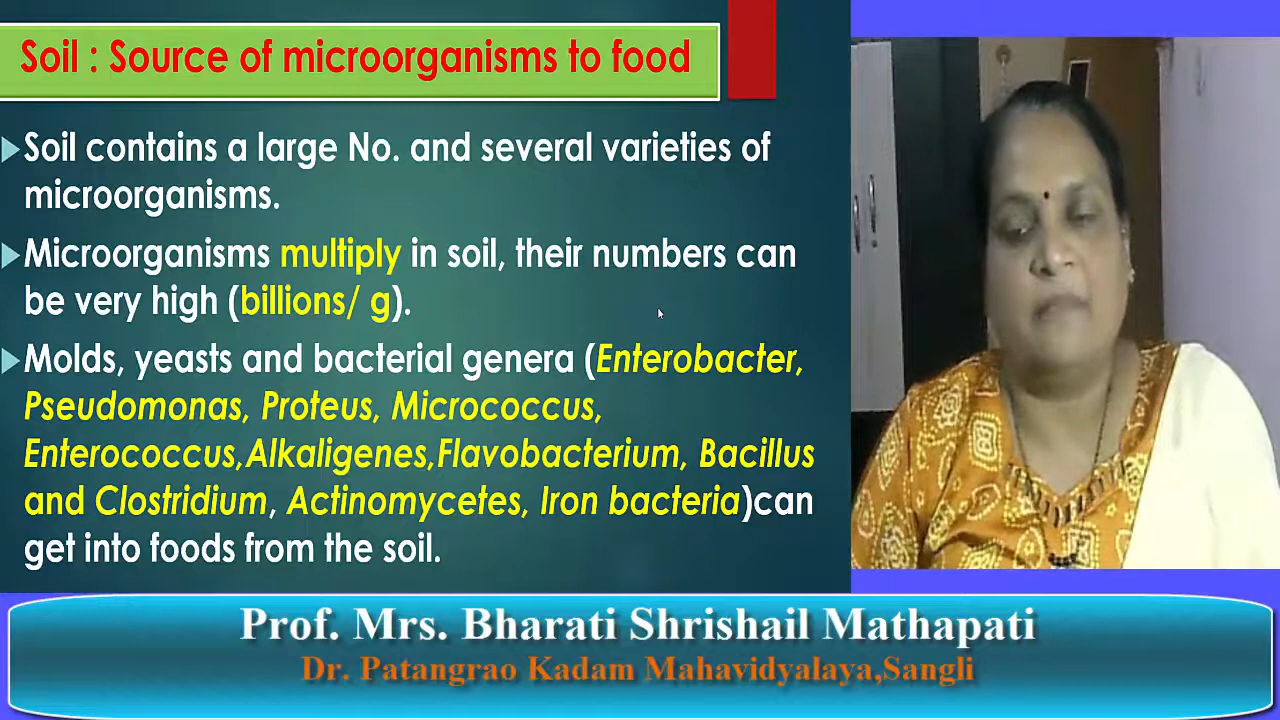 Soil : Source of microorganisms to food
Soil contains a large No. and several varieties of
microorganisms.
Microorganisms multiply in soil, their numbers can
be very high (billions/ g).
Molds, yeasts and bacterial genera (Enterobacter,
Pseudomonas, Proteus, Micrococcus,
Enterococcus,Alkaligenes,Flavobacterium, Bacillus
and Clostridium, Actinomycetes, Iron bacteria)can
get into foods from the soil.
Prof. Mrs. Bharati Shrishail Mathapati
Dr. Patangrao Kadam Mahavidyalaya,Sangli